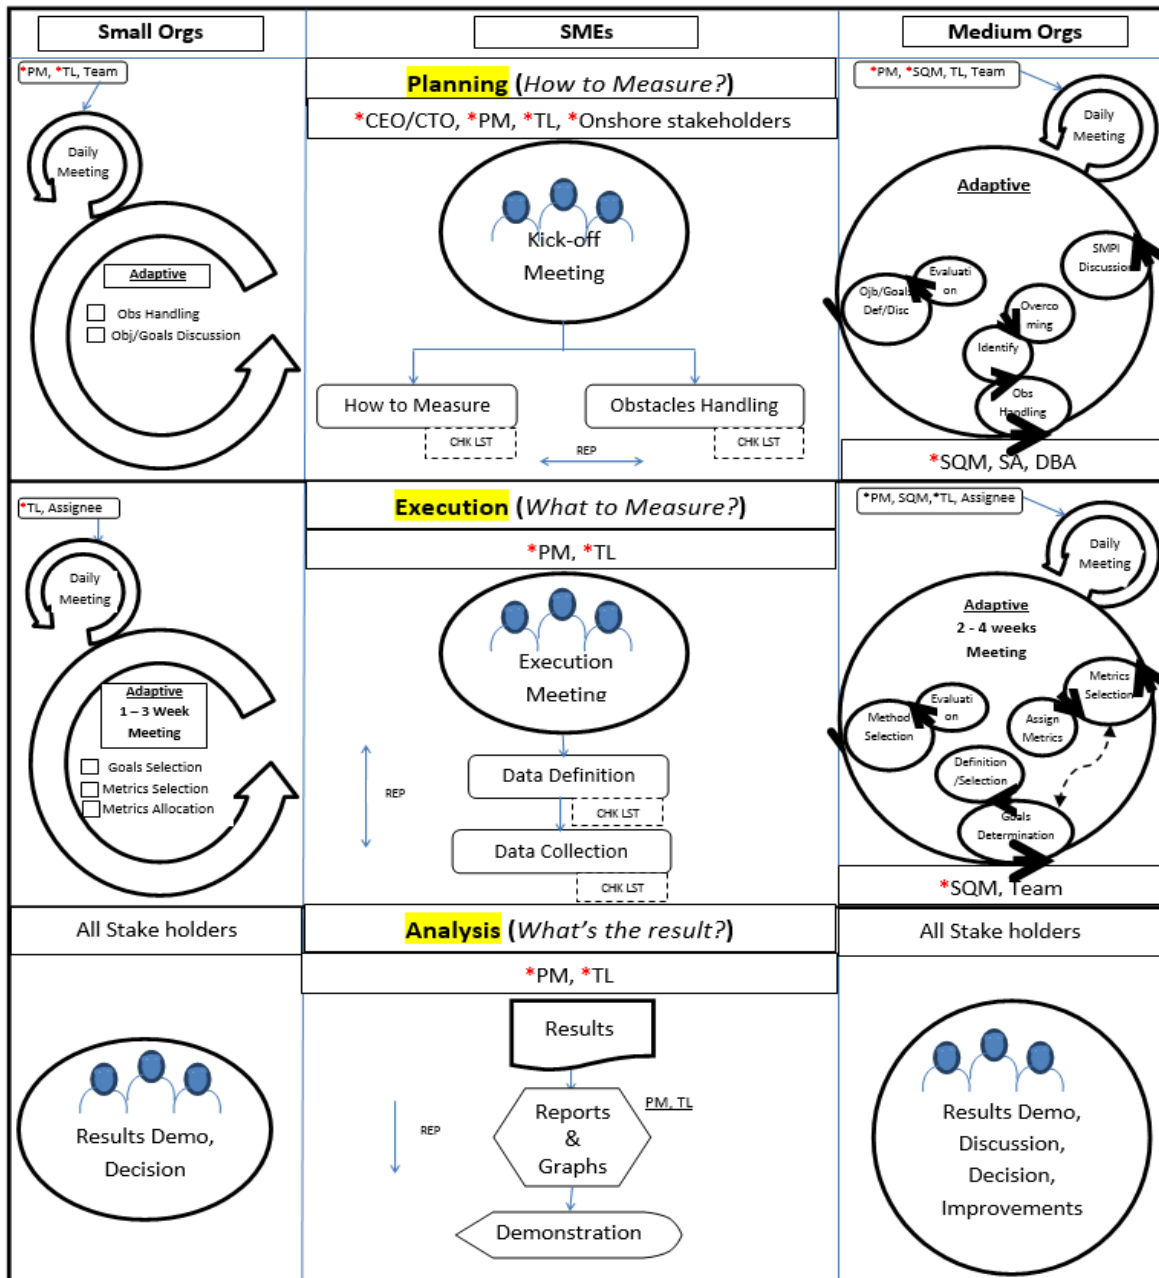 Small Orgs
SMEs
Medium Orgs
*PM, *TL, Team
Daily
Meeting
Adaptive
Obs Handling
Obj/Goals Discussion
Planning (How to Measure?)
*CEO/CTO, *PM, *TL, *Onshore stakeholders
Kick-off
Meeting
How to Measure
CHK LST
Obstacles Handling
CHK LST
REP
*PM, *SQM, TL, Team
Daily
Meeting
Adaptive
SMPI
Discussion
Evaluati
on
Ojb/Goals
Def/Disc
Overco
ming
Identify
Obs
Handling
*SQM, SA, DBA
*TL, Assignee
Daily
Meeting
Adaptive
1 – 3 Week
Meeting
Goals Selection
Metrics Selection
Metrics Allocation
Execution (What to Measure?)
*PM, *TL
Execution
Meeting
REP
Data Definition
CHK LST
Data Collection
CHK LST
*PM, SQM,*TL, Assignee
Daily
Meeting
Adaptive
2 - 4 weeks
Meeting
Metrics
Selection
Evaluati
on
Method
Selection
Assign
Metrics
Definition
/Selection
Goals
Determination
*SQM, Team
All Stake holders
Results Demo,
Decision
Analysis (What's the result?)
*PM, *TL
Results
Reports
&
Graphs
PM, TL
REP
Demonstration
All Stake holders
Results Demo,
Discussion,
Decision,
Improvements